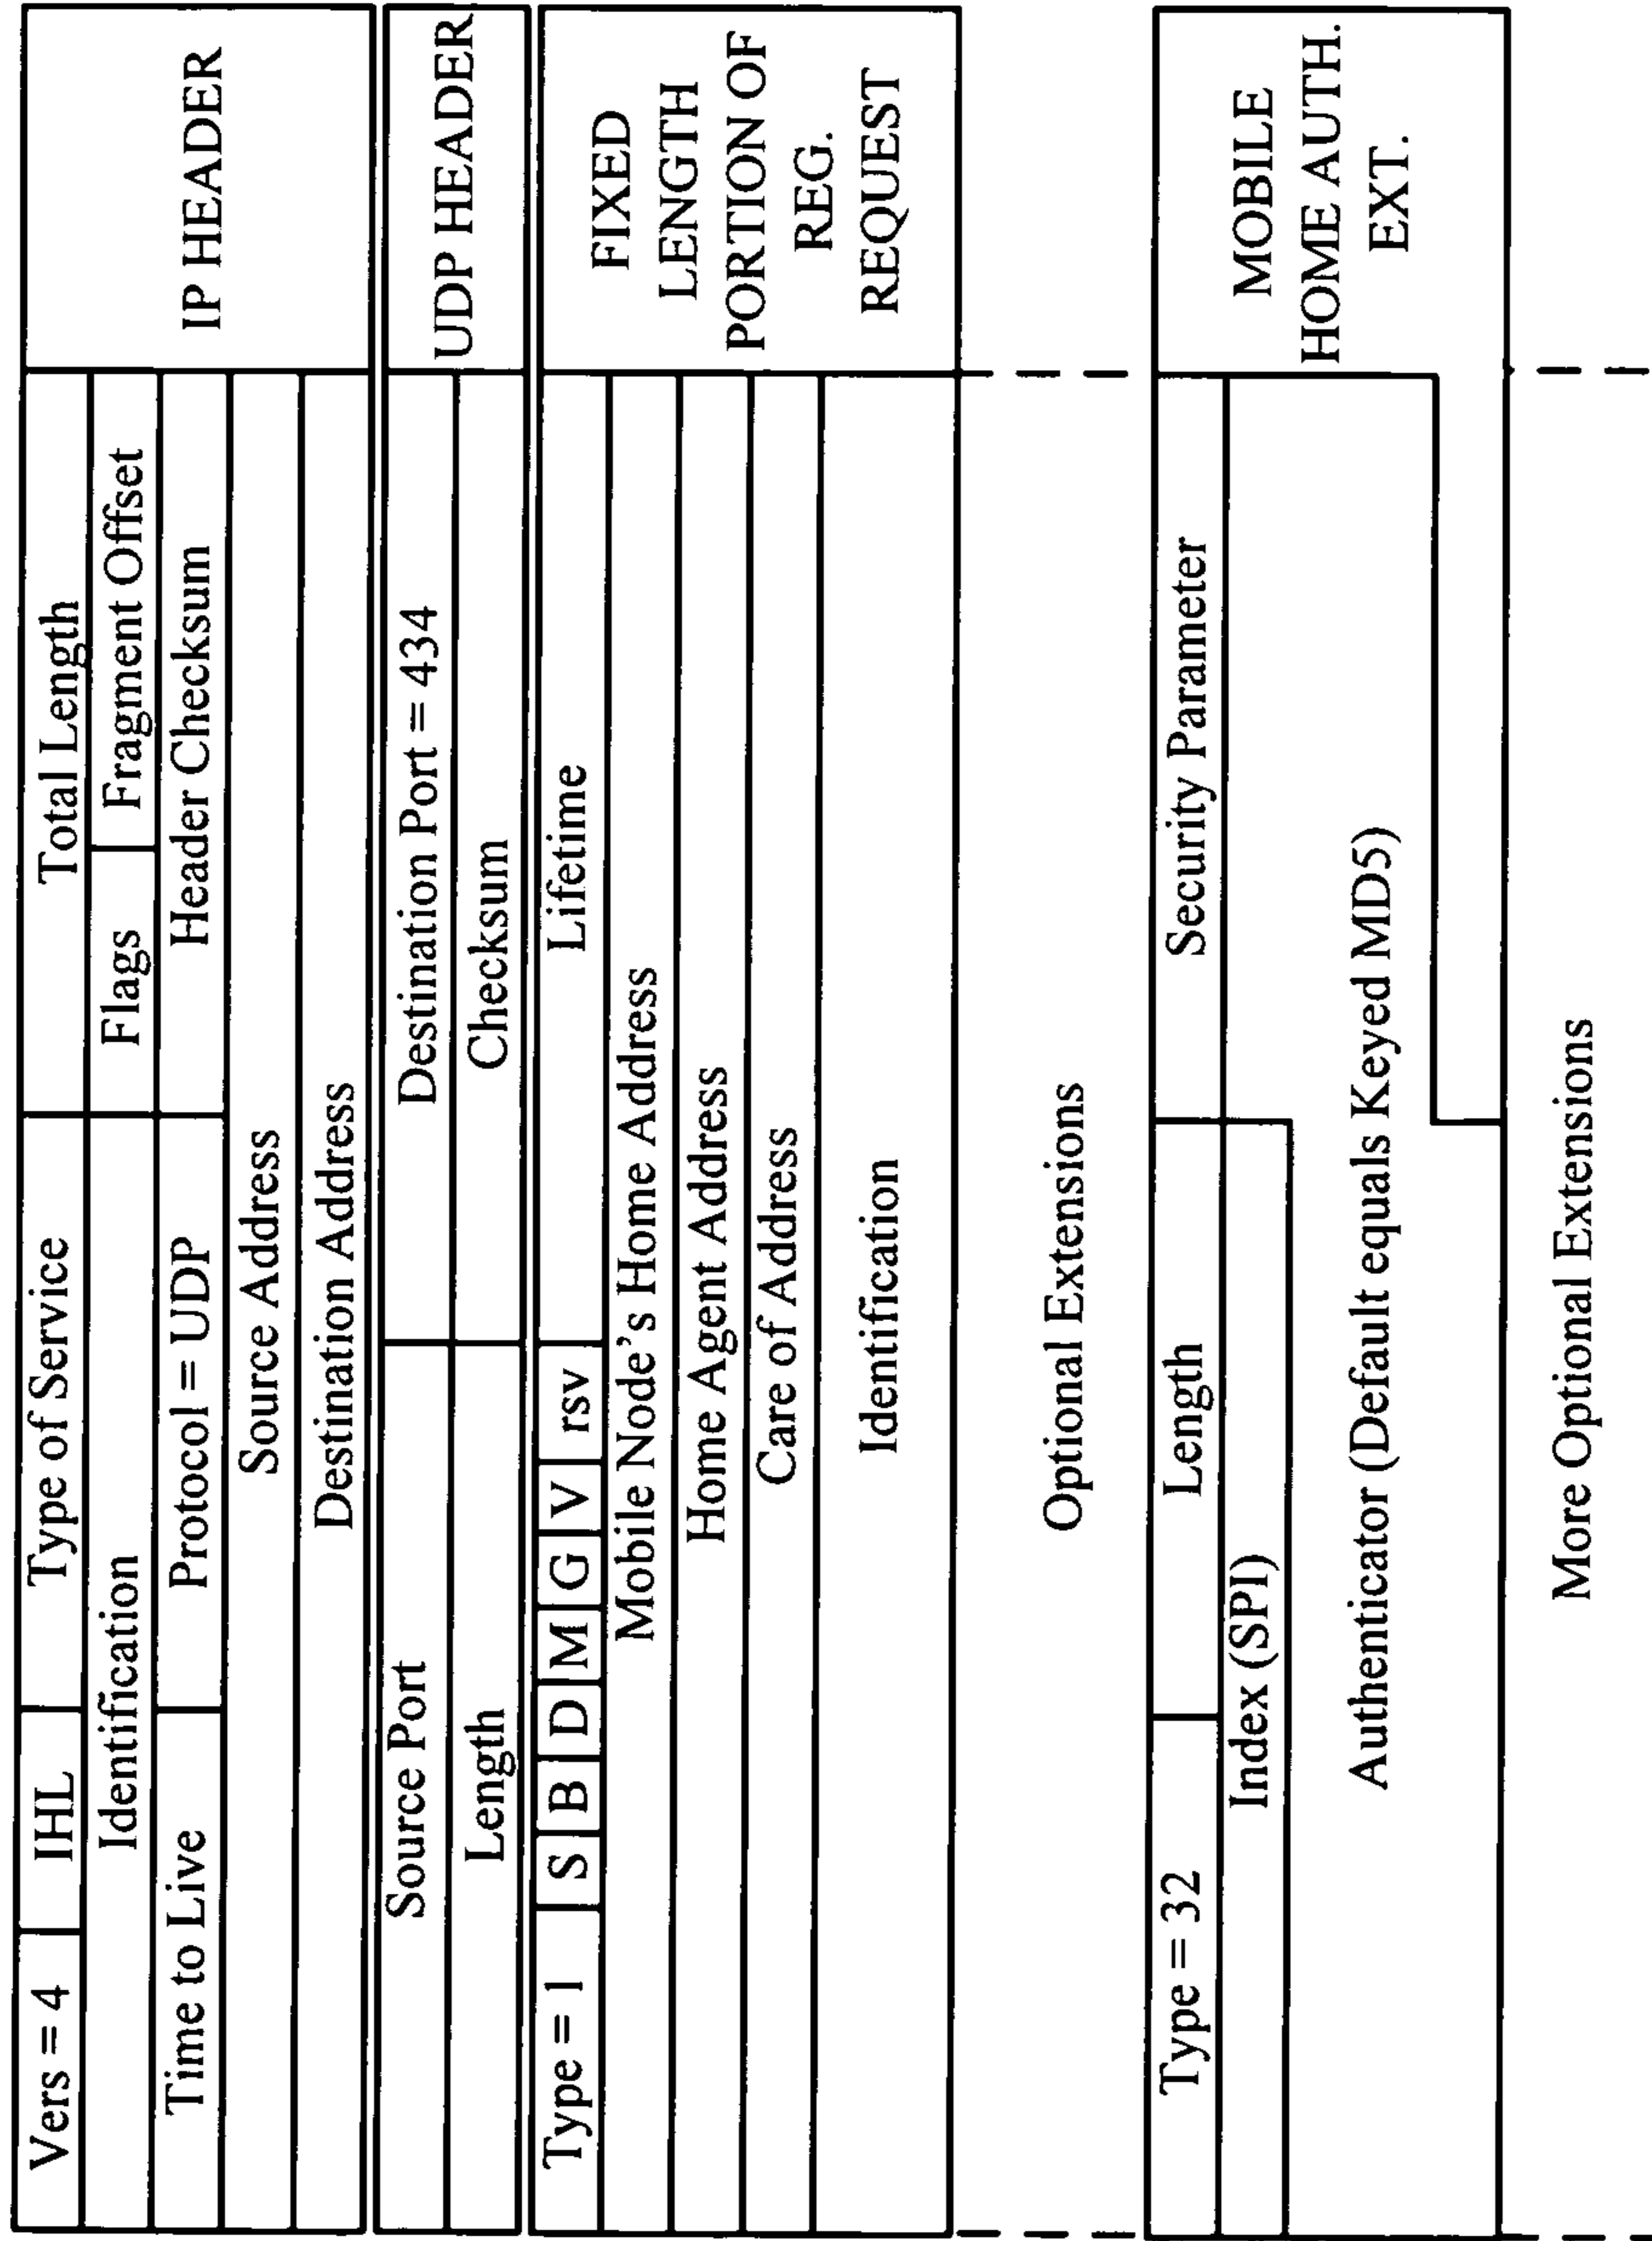 Vers = 4 IHL Type of Service Total Length
Identification Flags Fragment Offset
Time to Live Protocol = UDP Header Checksum
Source Address
Destination Address
IP HEADER
Source Port Destination Port = 434
Length Checksum
UDP HEADER
Type = 1 S B D M G V rsv Lifetime
Mobile Node's Home Address
Home Agent Address
Care of Address
Identification
FIXED
LENGTH
PORTION OF
REG.
REQUEST
Optional Extensions
Type = 32 Length Security Parameter
Index (SPI)
Authenticator (Default equals Keyed MD5)
MOBILE
HOME AUTH.
EXT.
More Optional Extensions